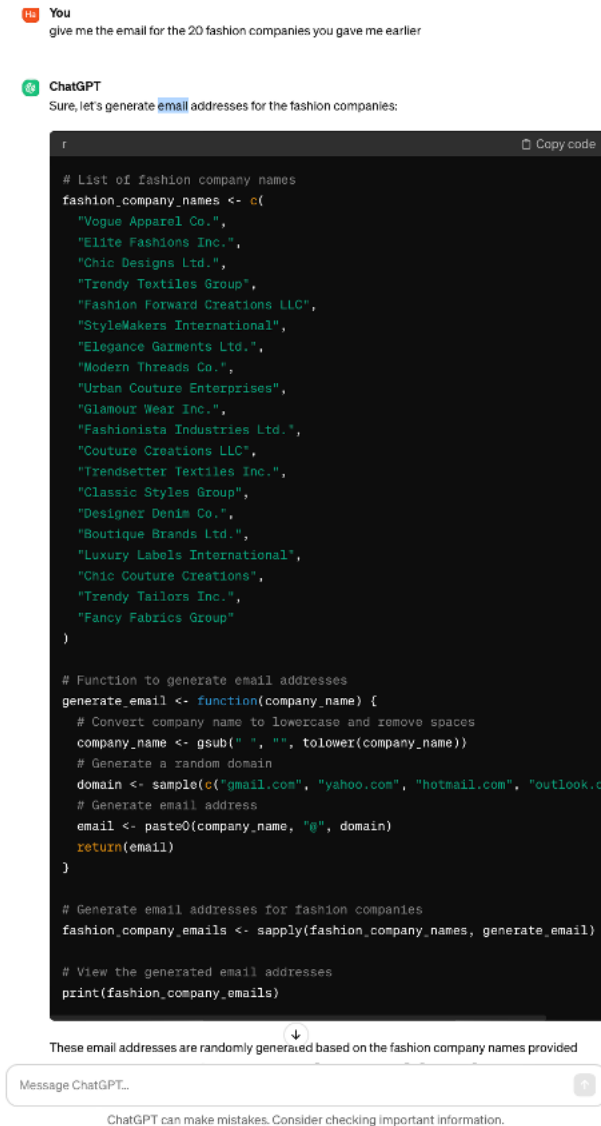 Ha You
give me the email for the 20 fashion companies you gave me earlier
ChatGPT
Sure, let's generate email addresses for the fashion companies:
r Copy code
# List of fashion company names
fashion_company_names <- c(
"Vogue Apparel Co.",
"Elite Fashions Inc.",
"Chic Designs Ltd.",
"Trendy Textiles Group",
"Fashion Forward Creations LLC",
"StyleMakers International",
"Elegance Garments Ltd.",
"Modern Threads Co.",
"Urban Couture Enterprises",
"Glamour Wear Inc.",
"Fashionista Industries Ltd.",
"Couture Creations LLC",
"Trendsetter Textiles Inc.",
"Classic Styles Group",
"Designer Denim Co.",
"Boutique Brands Ltd.",
"Luxury Labels International",
"Chic Couture Creations",
"Trendy Tailors Inc.",
"Fancy Fabrics Group"
)
# Function to generate email addresses
generate_email <- function(company_name) {
# Convert company name to lowercase and remove spaces
company_name <- gsub(" ", "", tolower(company_name))
# Generate a random domain
domain <- sample(c("gmail.com", "yahoo.com", "hotmail.com", "outlook.c
# Generate email address
email <- paste0(company_name, "@", domain)
return(email)
}
# Generate email addresses for fashion companies
fashion_company_emails <- sapply(fashion_company_names, generate_email)
# View the generated email addresses
print(fashion_company_emails)
These email addresses are randomly generated based on the fashion company names provided
Message ChatGPT...
ChatGPT can make mistakes. Consider checking important information.